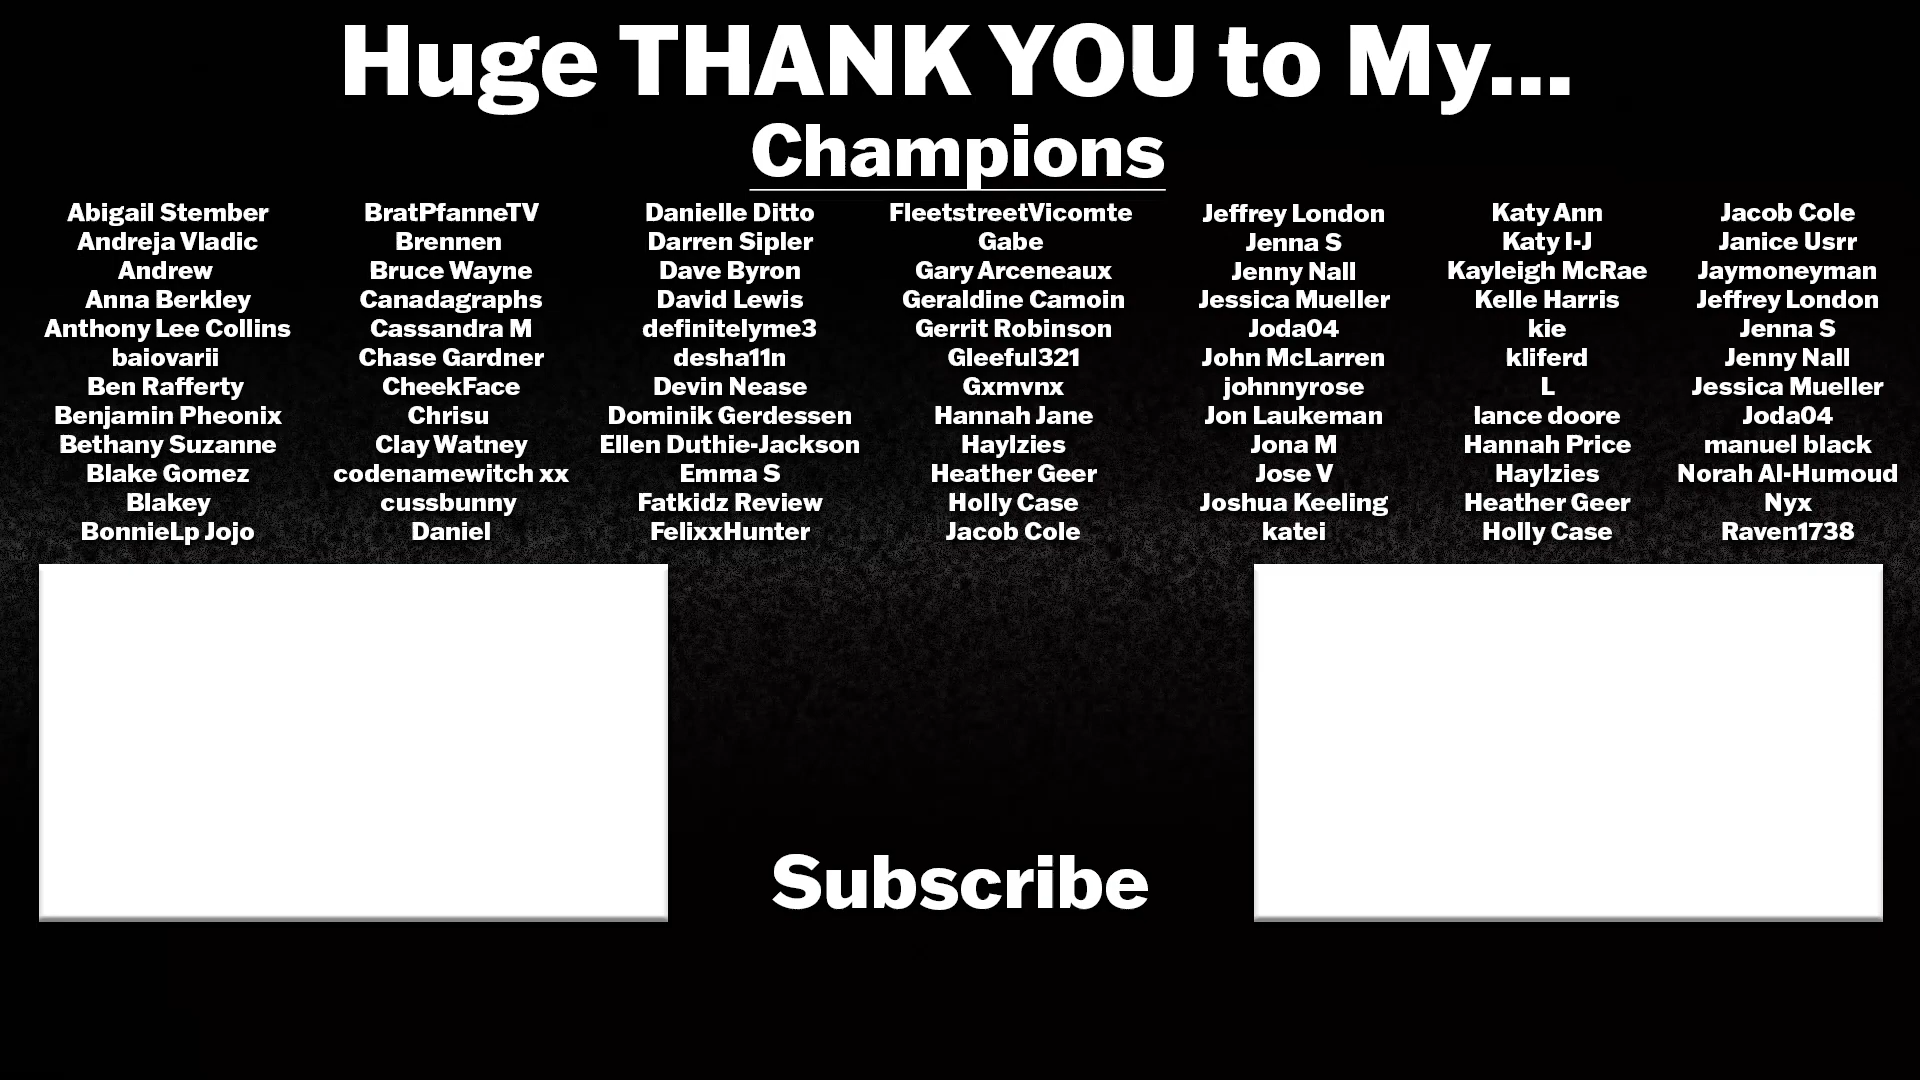 Huge THANK YOU to My...
Champions
Abigail Stember
Andreja Vladic
Andrew
Anna Berkley
Anthony Lee Collins
baiovarii
Ben Rafferty
Benjamin Pheonix
Bethany Suzanne
Blake Gomez
Blakey
BonnieLp Jojo
BratPfanneTV
Brennen
Bruce Wayne
Canadagraphs
Cassandra M
Chase Gardner
CheekFace
Chrisu
Clay Watney
codenamewitch xx
cussbunny
Daniel
Danielle Ditto
Darren Sipler
Dave Byron
David Lewis
definitelyme3
desha11n
Devin Nease
Dominik Gerdessen
Ellen Duthie-Jackson
Emma S
Fatkidz Review
FelixxHunter
FleetstreetVicomte
Gabe
Gary Arceneaux
Geraldine Camoin
Gerrit Robinson
Gleeful321
Gxmvnx
Hannah Jane
Haylzies
Heather Geer
Holly Case
Jacob Cole
Jeffrey London
Jenna S
Jenny Nall
Jessica Mueller
Joda04
John McLarren
johnnyrose
Jon Laukeman
Jona M
Jose V
Joshua Keeling
katei
Katy Ann
Katy I-J
Kayleigh McRae
Kelle Harris
kie
kliferd
L
lance doore
Hannah Price
Haylzies
Heather Geer
Holly Case
Jacob Cole
Janice Usrr
Jaymoneyman
Jeffrey London
Jenna S
Jenny Nall
Jessica Mueller
Joda04
manuel black
Norah Al-Humoud
Nyx
Raven1738
Subscribe